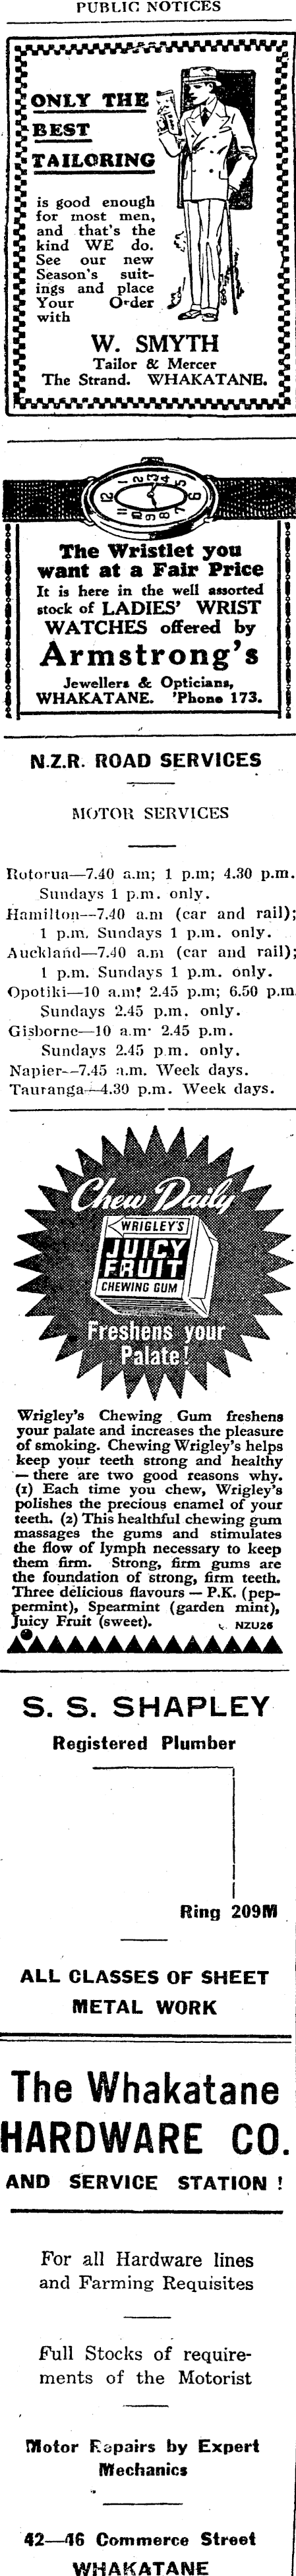 PUBLIC NOTICES
ONLY THE
BEST
TAILORING
is good enough
for most men,
and that's the
kind WE do.
See our new
Season's suit-
ings and place
Your Order
with
W. SMYTH
Tailor & Mercer
The Strand. WHAKATANE.
The Wristlet you
want at a Fair Price
It is here in the well assorted
stock of LADIES' WRIST
WATCHES offered by
Armstrong's
Jewellers & Opticians,
WHAKATANE. 'Phone 173.
N.Z.R. ROAD SERVICES
MOTOR SERVICES
Rotorua—7.40 a.m; 1 p.m; 4.30 p.m.
Sundays 1 p.m. only.
Hamilton—7.40 a.m (car and rail);
1 p.m. Sundays 1 p.m. only.
Auckland—7.40 a.m (car and rail);
1 p.m. Sundays 1 p.m. only.
Opotiki—10 a.m; 2.45 p.m; 6.50 p.m
Sundays 2.45 p.m. only.
Gisborne—10 a.m. 2.45 p.m.
Sundays 2.45 p.m. only.
Napier—7.45 a.m. Week days.
Tauranga—4.30 p.m. Week days.
Chew Daily
WRIGLEY'S
JUICY
FRUIT
CHEWING GUM
Freshens your
Palate!
Wrigley's Chewing Gum freshens
your palate and increases the pleasure
of smoking. Chewing Wrigley's helps
keep your teeth strong and healthy
— there are two good reasons why.
(1) Each time you chew, Wrigley's
polishes the precious enamel of your
teeth. (2) This healthful chewing gum
massages the gums and stimulates
the flow of lymph necessary to keep
them firm. Strong, firm gums are
the foundation of strong, firm teeth.
Three delicious flavours — P.K. (pep-
permint), Spearmint (garden mint),
Juicy Fruit (sweet). NZU26
S. S. SHAPLEY
Registered Plumber
Ring 209M
ALL CLASSES OF SHEET
METAL WORK
The Whakatane
HARDWARE CO.
AND SERVICE STATION !
For all Hardware lines
and Farming Requisites
Full Stocks of require-
ments of the Motorist
Motor Repairs by Expert
Mechanics
42—46 Commerce Street
WHAKATANE